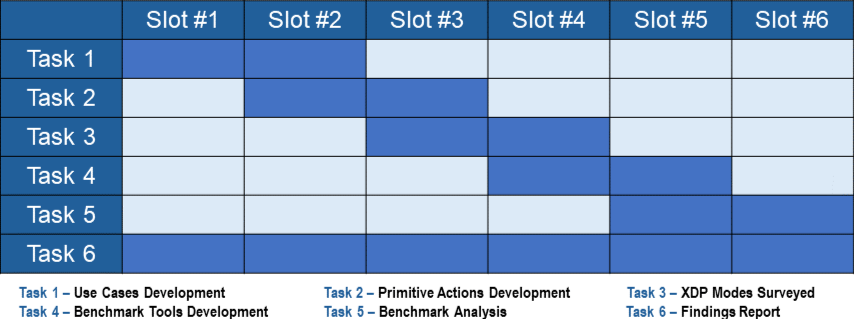 Slot #1 Slot #2 Slot #3 Slot #4 Slot #5 Slot #6
Task 1
Task 2
Task 3
Task 4
Task 5
Task 6
Task 1 – Use Cases Development Task 2 – Primitive Actions Development Task 3 – XDP Modes Surveyed
Task 4 – Benchmark Tools Development Task 5 – Benchmark Analysis Task 6 – Findings Report